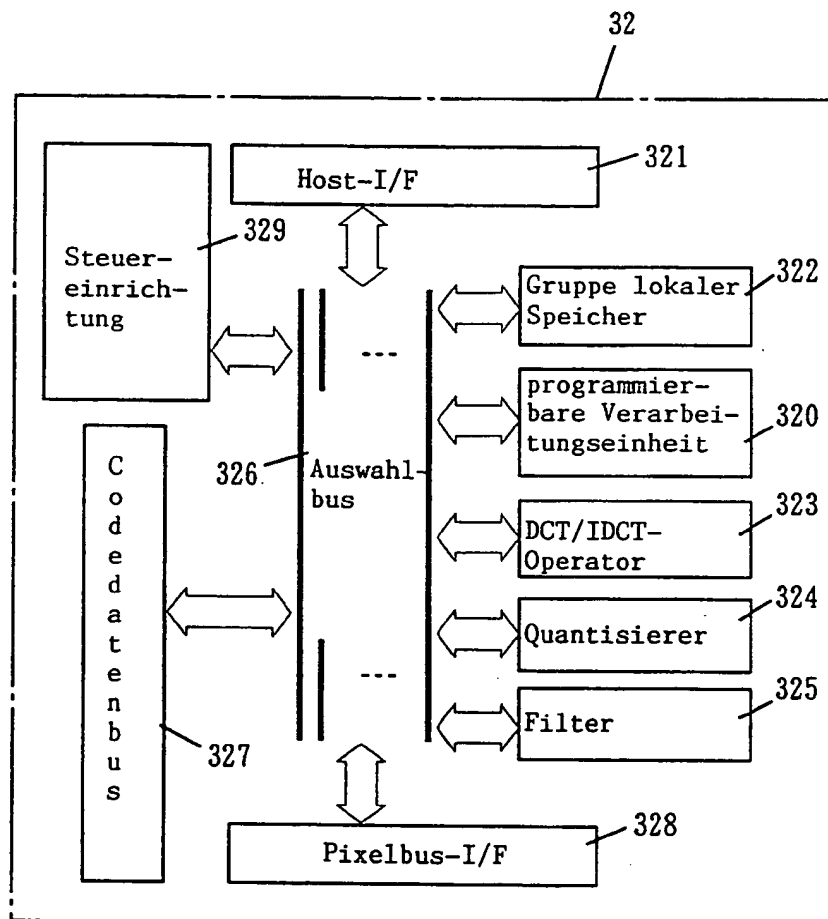 32
Host-I/F
321
Steuer-
einrich-
tung
329
Gruppe lokaler
Speicher
322
programmier-
bare Verarbei-
tungseinheit
320
326
Auswahl-
bus
DCT/IDCT-
Operator
323
Quantisierer
324
Filter
325
Codedatenbus
327
Pixelbus-I/F
328